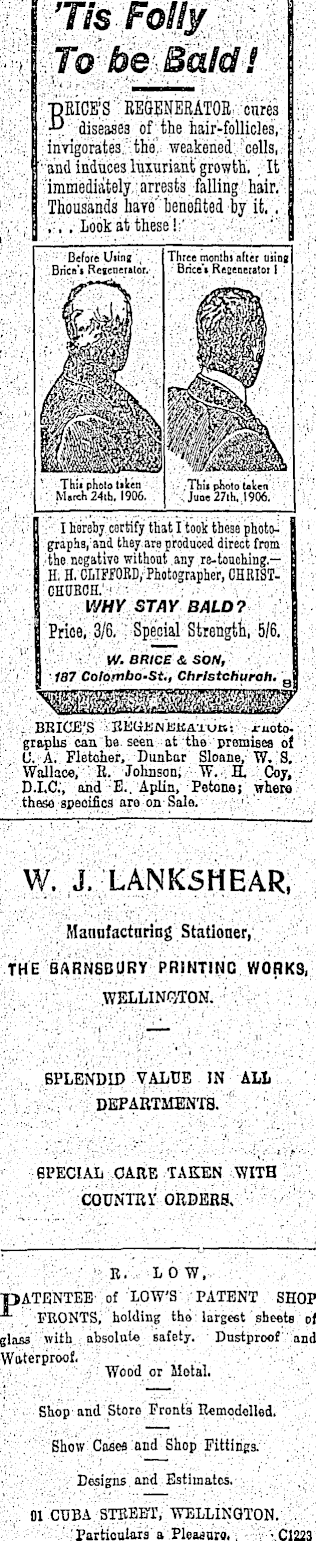 'Tis Folly
To be Bald!
BRICE'S REGENERATOR cures
diseases of the hair-follicles,
invigorates the weakened cells,
and induces luxuriant growth. It
immediately arrests falling hair.
Thousands have benefited by it. .
. . . Look at these!
Before Using
Brice's Regenerator.
Three months after using
Brice's Regenerator!
This photo taken
March 24th, 1906.
This photo taken
June 27th, 1906.
I hereby certify that I took these photo-
graphs, and they are produced direct from
the negative without any re-touching.—
H. H. CLIFFORD, Photographer, CHRIST-
CHURCH.
WHY STAY BALD?
Price, 3/6. Special Strength, 5/6.
W. BRICE & SON,
187 Colombo-St., Christchurch.
8
BRICE'S REGENERATOR: Photo-
graphs can be seen at the premises of
C. A. Fletcher, Dunbar Sloane, W. S.
Wallace, R. Johnson, W. H. Coy,
D.I.C., and E. Aplin, Petone; where
these specifics are on Sale.
W. J. LANKSHEAR,
Manufacturing Stationer,
THE BARNSBURY PRINTING WORKS,
WELLINGTON.
SPLENDID VALUE IN ALL
DEPARTMENTS.
SPECIAL CARE TAKEN WITH
COUNTRY ORDERS.
R. LOW,
PATENTEE of LOW'S PATENT SHOP
FRONTS, holding the largest sheets of
glass with absolute safety. Dustproof and
Waterproof.
Wood or Metal.
Shop and Store Fronts Remodelled.
Show Cases and Shop Fittings.
Designs and Estimates.
91 CUBA STREET, WELLINGTON.
Particulars a Pleasure. C1223